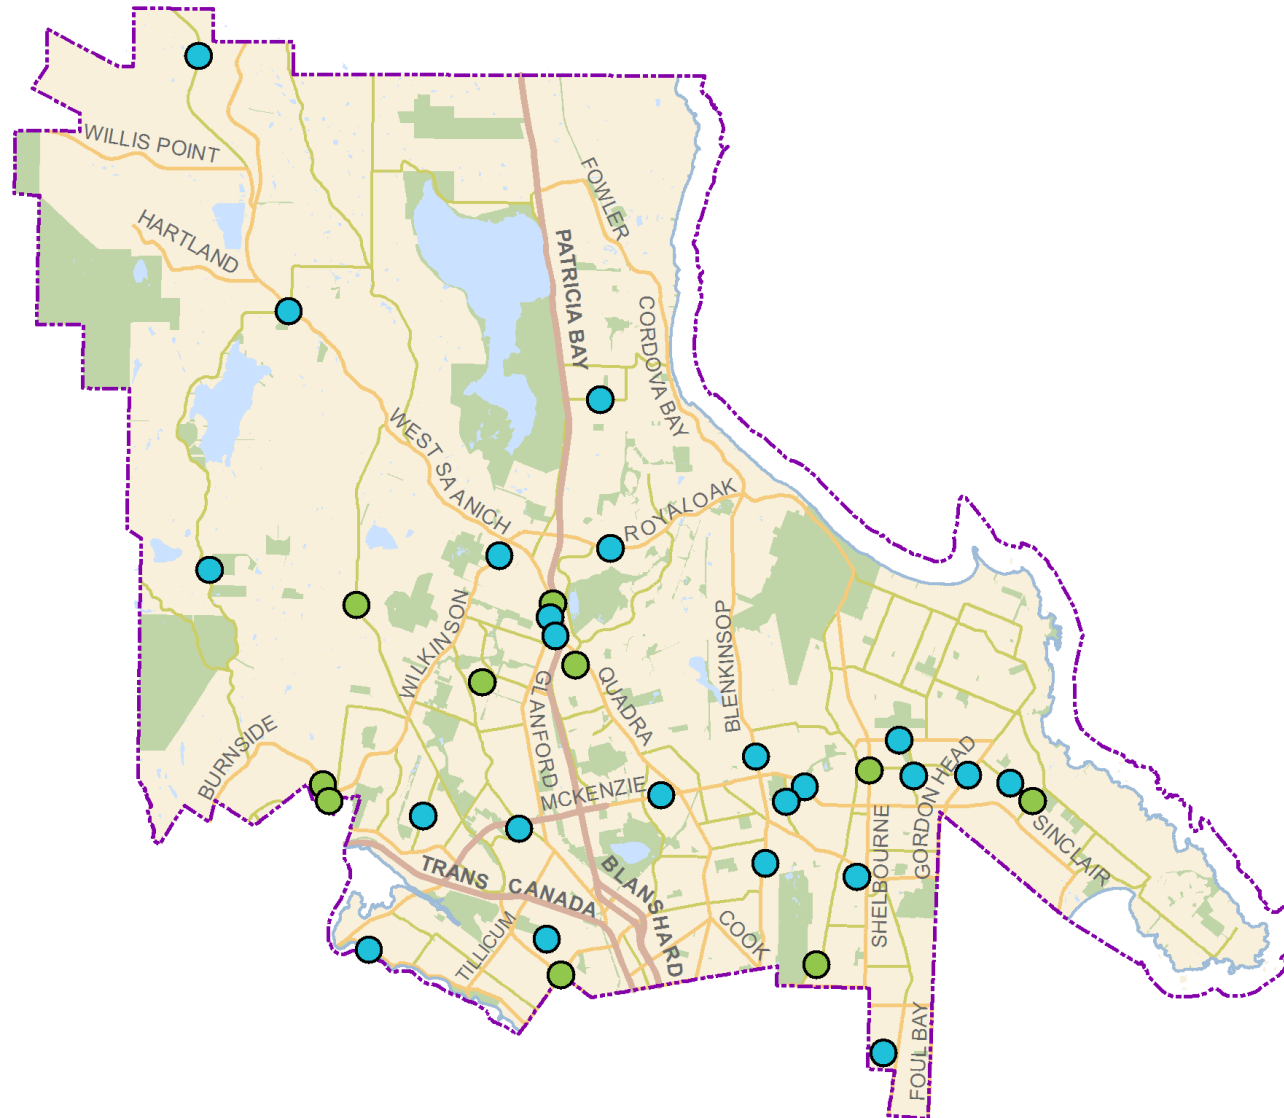 WILLIS POINT
FOWLER
HARTLAND
PATRICIA BAY
CORDOVA BAY
WEST SAANICH
ROYAL OAK
WILKINSON
BLENKINSOP
GLANFORD
QUADRA
BURNSIDE
MCKENZIE
GORDON HEAD
SINCLAIR
SHELBOURNE
TRANS CANADA
BLANSHARD
TILLICUM
COOK
FOUL BAY